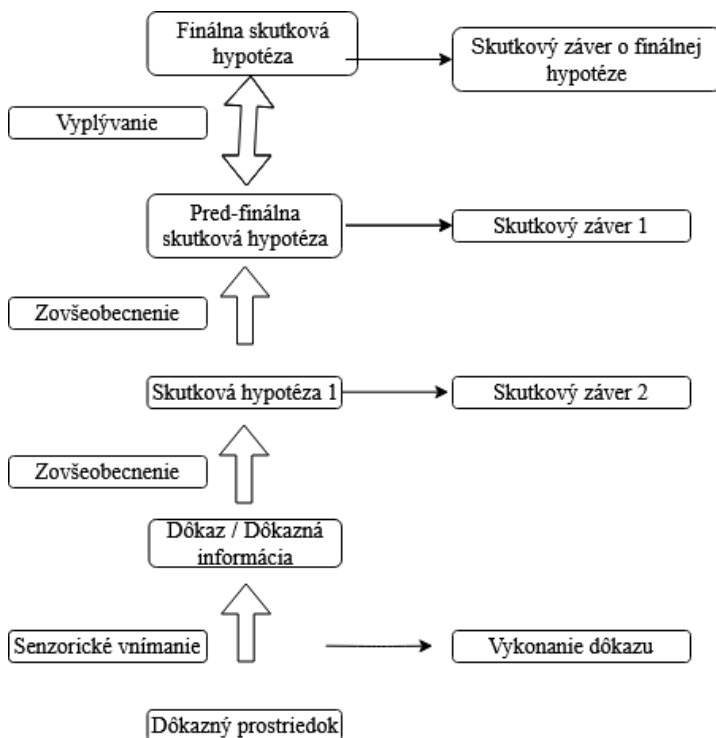 Finálna skutková
hypotéza
Skutkový záver o finálnej
hypotéze
Vyplývanie
Pred-finálna
skutková hypotéza
Skutkový záver 1
Zovšeobecnenie
Skutková hypotéza 1
Skutkový záver 2
Zovšeobecnenie
Dôkaz / Dôkazná
informácia
Senzorické vnímanie
Vykonanie dôkazu
Dôkazný prostriedok